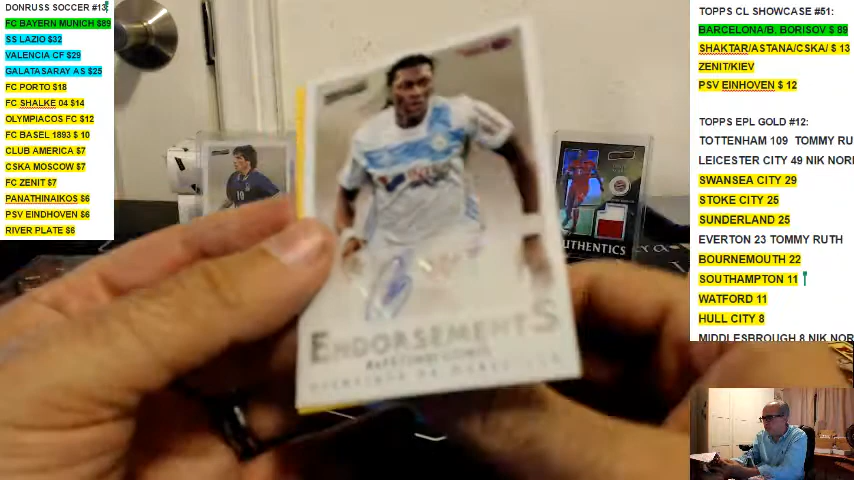 DONRUSS SOCCER #13:
FC BAYERN MUNICH $89
SS LAZIO $32
VALENCIA CF $29
GALATASARAY AS $25
FC PORTO $18
FC SHALKE 04 $14
OLYMPIACOS FC $12
FC BASEL 1893 $ 10
CLUB AMERICA $7
CSKA MOSCOW $7
FC ZENIT $7
PANATHINAIKOS $6
PSV EINDHOVEN $6
RIVER PLATE $6
ENDORSEMENTS
UTHENTICS
TOPPS CL SHOWCASE #51:
BARCELONA/B. BORISOV $ 89
SHAKTAR/ASTANA/CSKA/ $ 13
ZENIT/KIEV
PSV EINHOVEN $ 12
TOPPS EPL GOLD #12:
TOTTENHAM 109 TOMMY RU
LEICESTER CITY 49 NIK NOR
SWANSEA CITY 29
STOKE CITY 25
SUNDERLAND 25
EVERTON 23 TOMMY RUTH
BOURNEMOUTH 22
SOUTHAMPTON 11
WATFORD 11
HULL CITY 8
MIDDLESBROUGH 8 NIK NOR